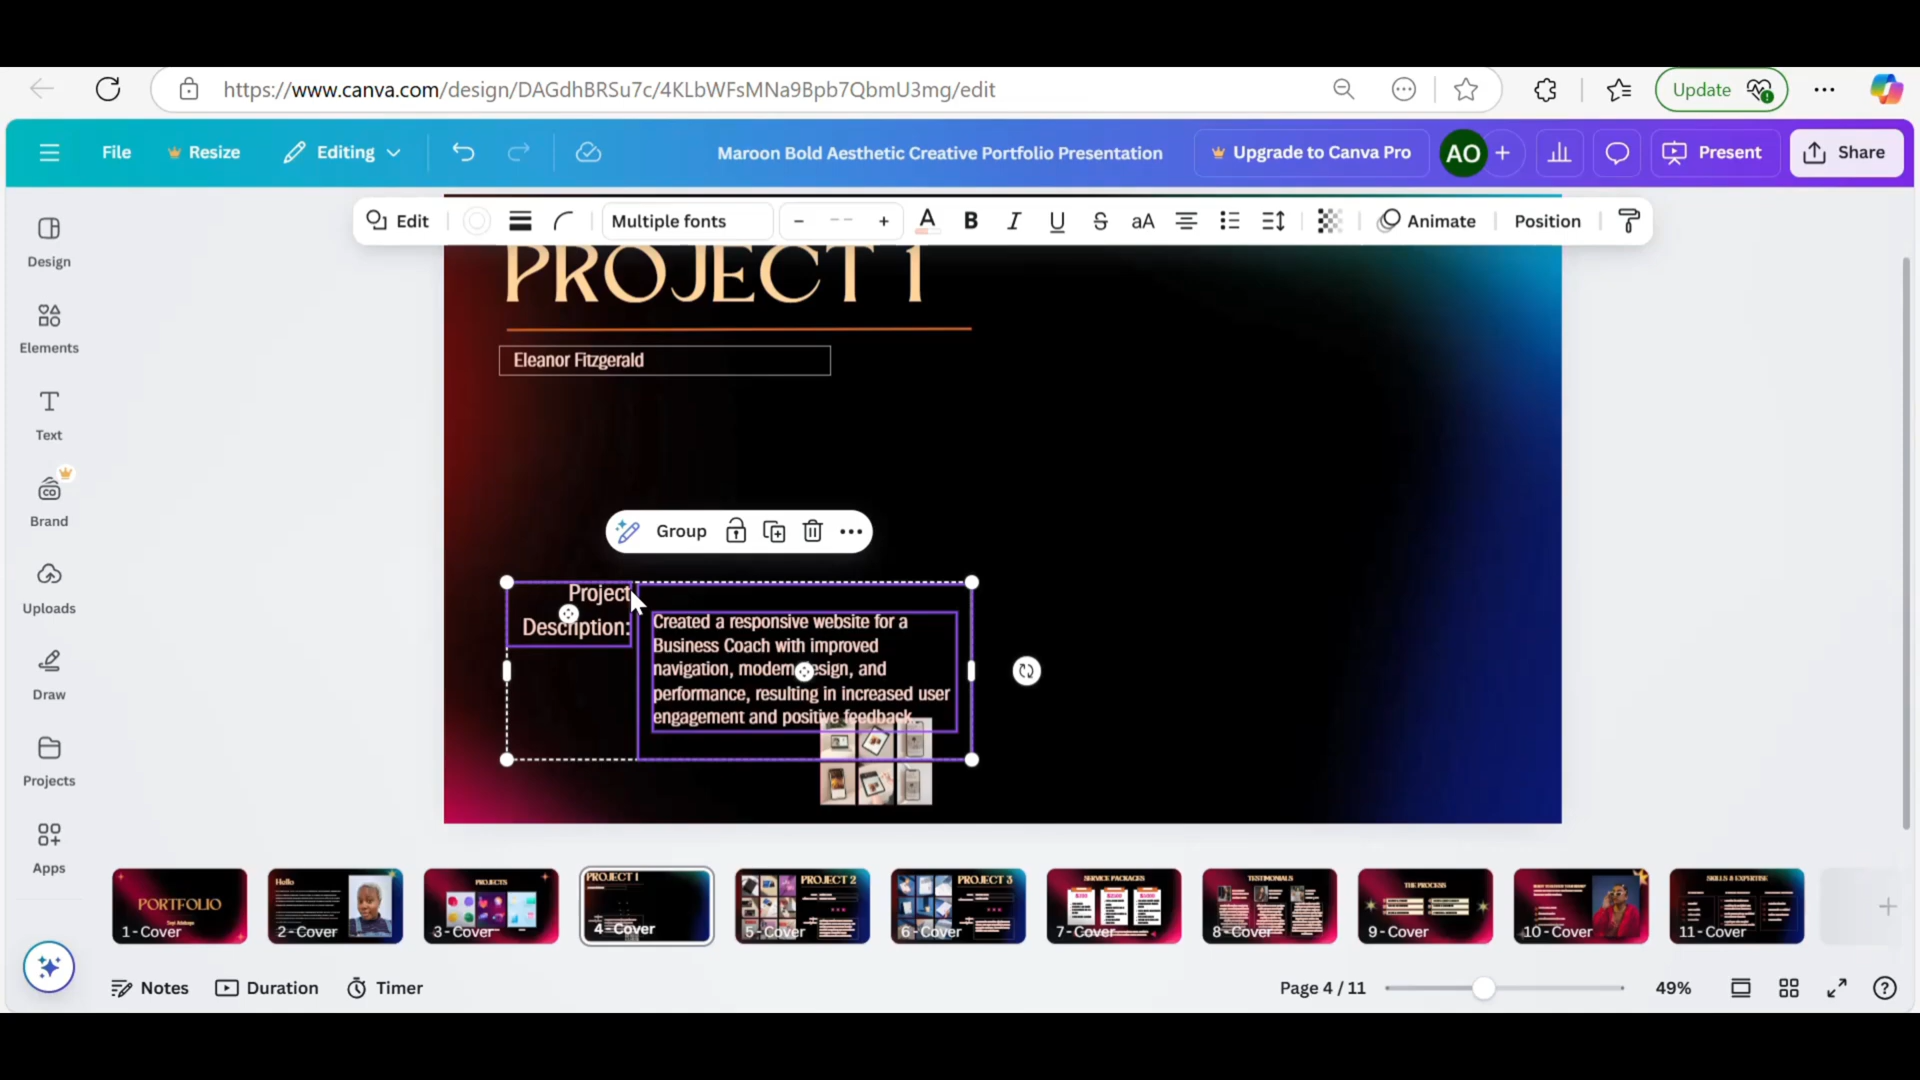 https://www.canva.com/design/DAGdhBRSu7c/4KLbWFsMNa9Bpb7QbmU3mg/edit
Update
File
Resize
Editing
Maroon Bold Aesthetic Creative Portfolio Presentation
Upgrade to Canva Pro
AO
Present
Share
Edit
Multiple fonts
Animate
Position
Design
Elements
Text
Brand
Uploads
Draw
Projects
Apps
PROJECT 1
Eleanor Fitzgerald
Group
Project
Description:
Created a responsive website for a
Business Coach with improved
navigation, modern design, and
performance, resulting in increased user
engagement and positive feedback.
PORTFOLIO
1 - Cover
Hello
2 - Cover
PROJECTS
3 - Cover
PROJECT 1
4 - Cover
PROJECT 2
5 - Cover
PROJECT 3
6 - Cover
SERVICE PACKAGES
7 - Cover
TESTIMONIALS
8 - Cover
THE PROCESS
9 - Cover
10 - Cover
SKILLS & EXPERTISE
11 - Cover
Notes
Duration
Timer
Page 4 / 11
49%